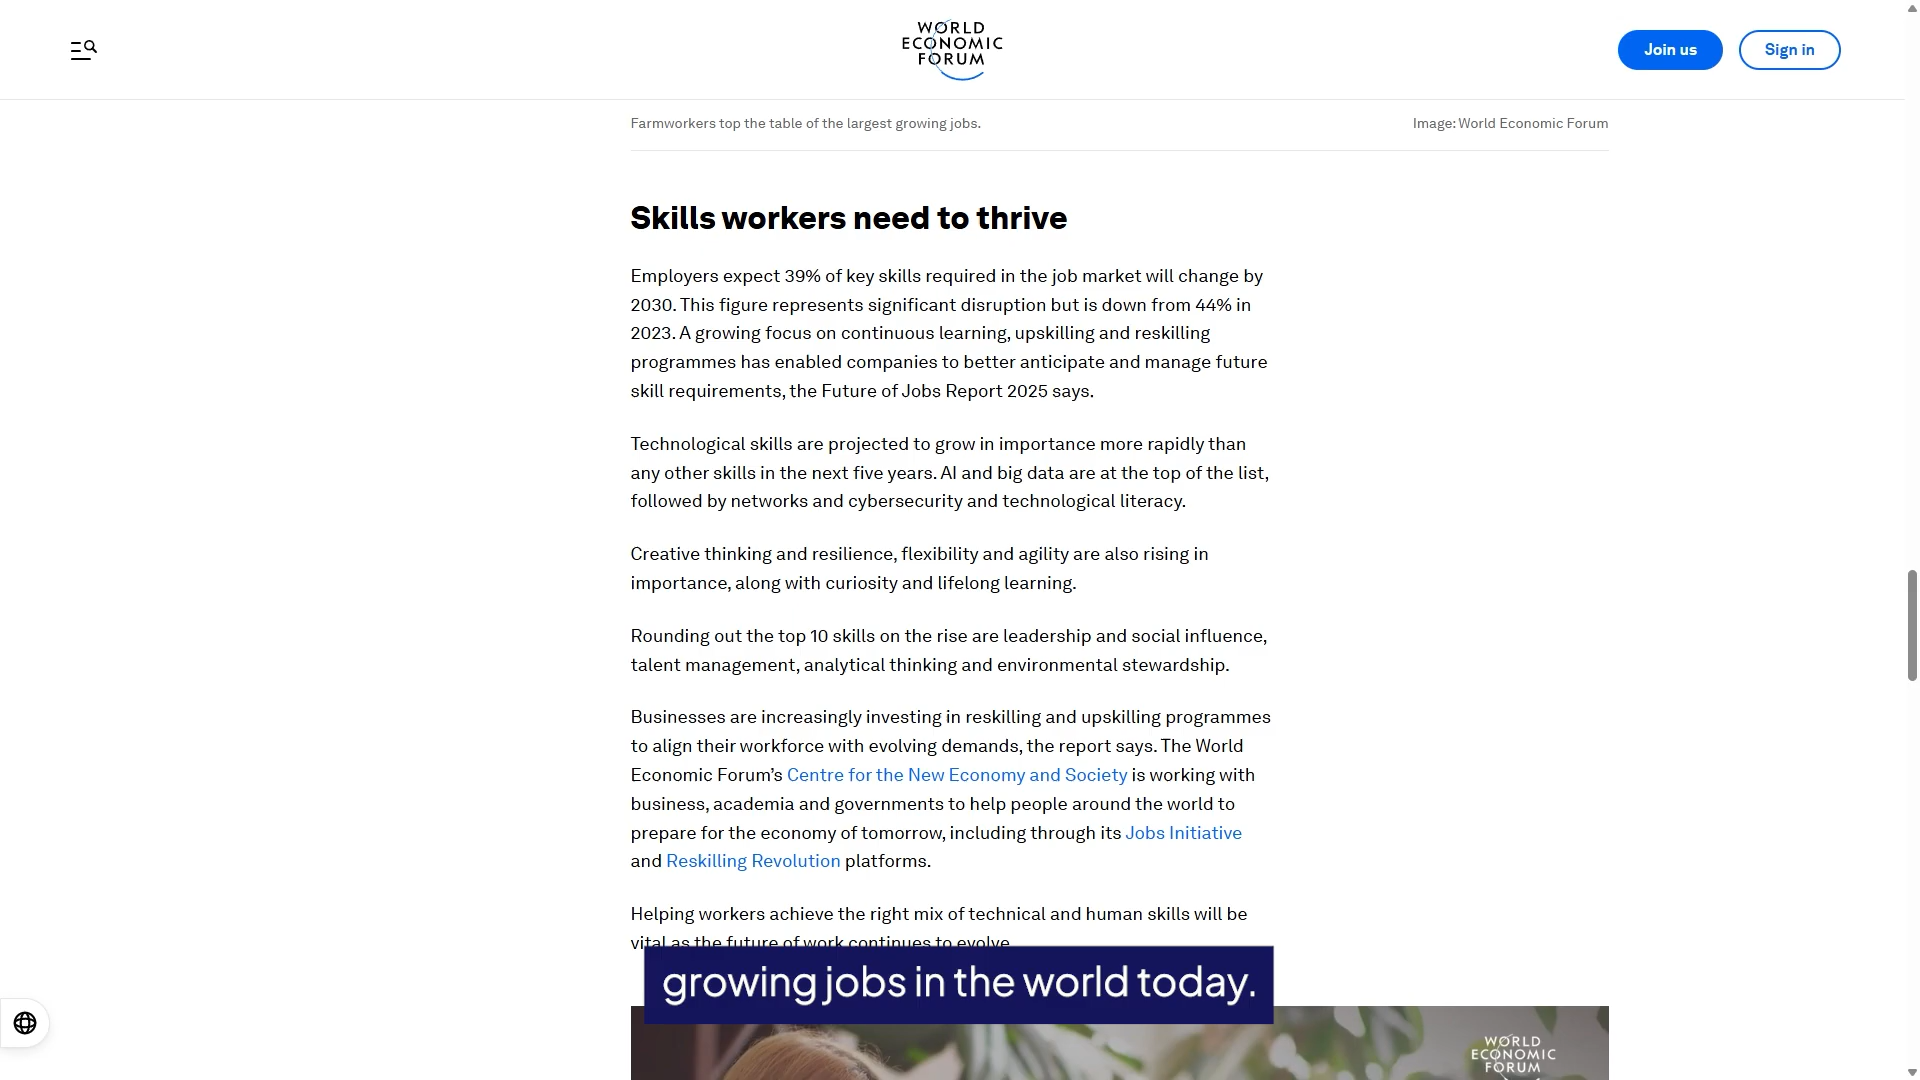 WORLD
ECONOMIC
FORUM
Join us
Sign in
Farmworkers top the table of the largest growing jobs.
Image: World Economic Forum
Skills workers need to thrive
Employers expect 39% of key skills required in the job market will change by
2030. This figure represents significant disruption but is down from 44% in
2023. A growing focus on continuous learning, upskilling and reskilling
programmes has enabled companies to better anticipate and manage future
skill requirements, the Future of Jobs Report 2025 says.
Technological skills are projected to grow in importance more rapidly than
any other skills in the next five years. AI and big data are at the top of the list,
followed by networks and cybersecurity and technological literacy.
Creative thinking and resilience, flexibility and agility are also rising in
importance, along with curiosity and lifelong learning.
Rounding out the top 10 skills on the rise are leadership and social influence,
talent management, analytical thinking and environmental stewardship.
Businesses are increasingly investing in reskilling and upskilling programmes
to align their workforce with evolving demands, the report says. The World
Economic Forum's Centre for the New Economy and Society is working with
business, academia and governments to help people around the world to
prepare for the economy of tomorrow, including through its Jobs Initiative
and Reskilling Revolution platforms.
Helping workers achieve the right mix of technical and human skills will be
vital as the future of work continues to evolve.
growing jobs in the world today.
WORLD
ECONOMIC
FORUM